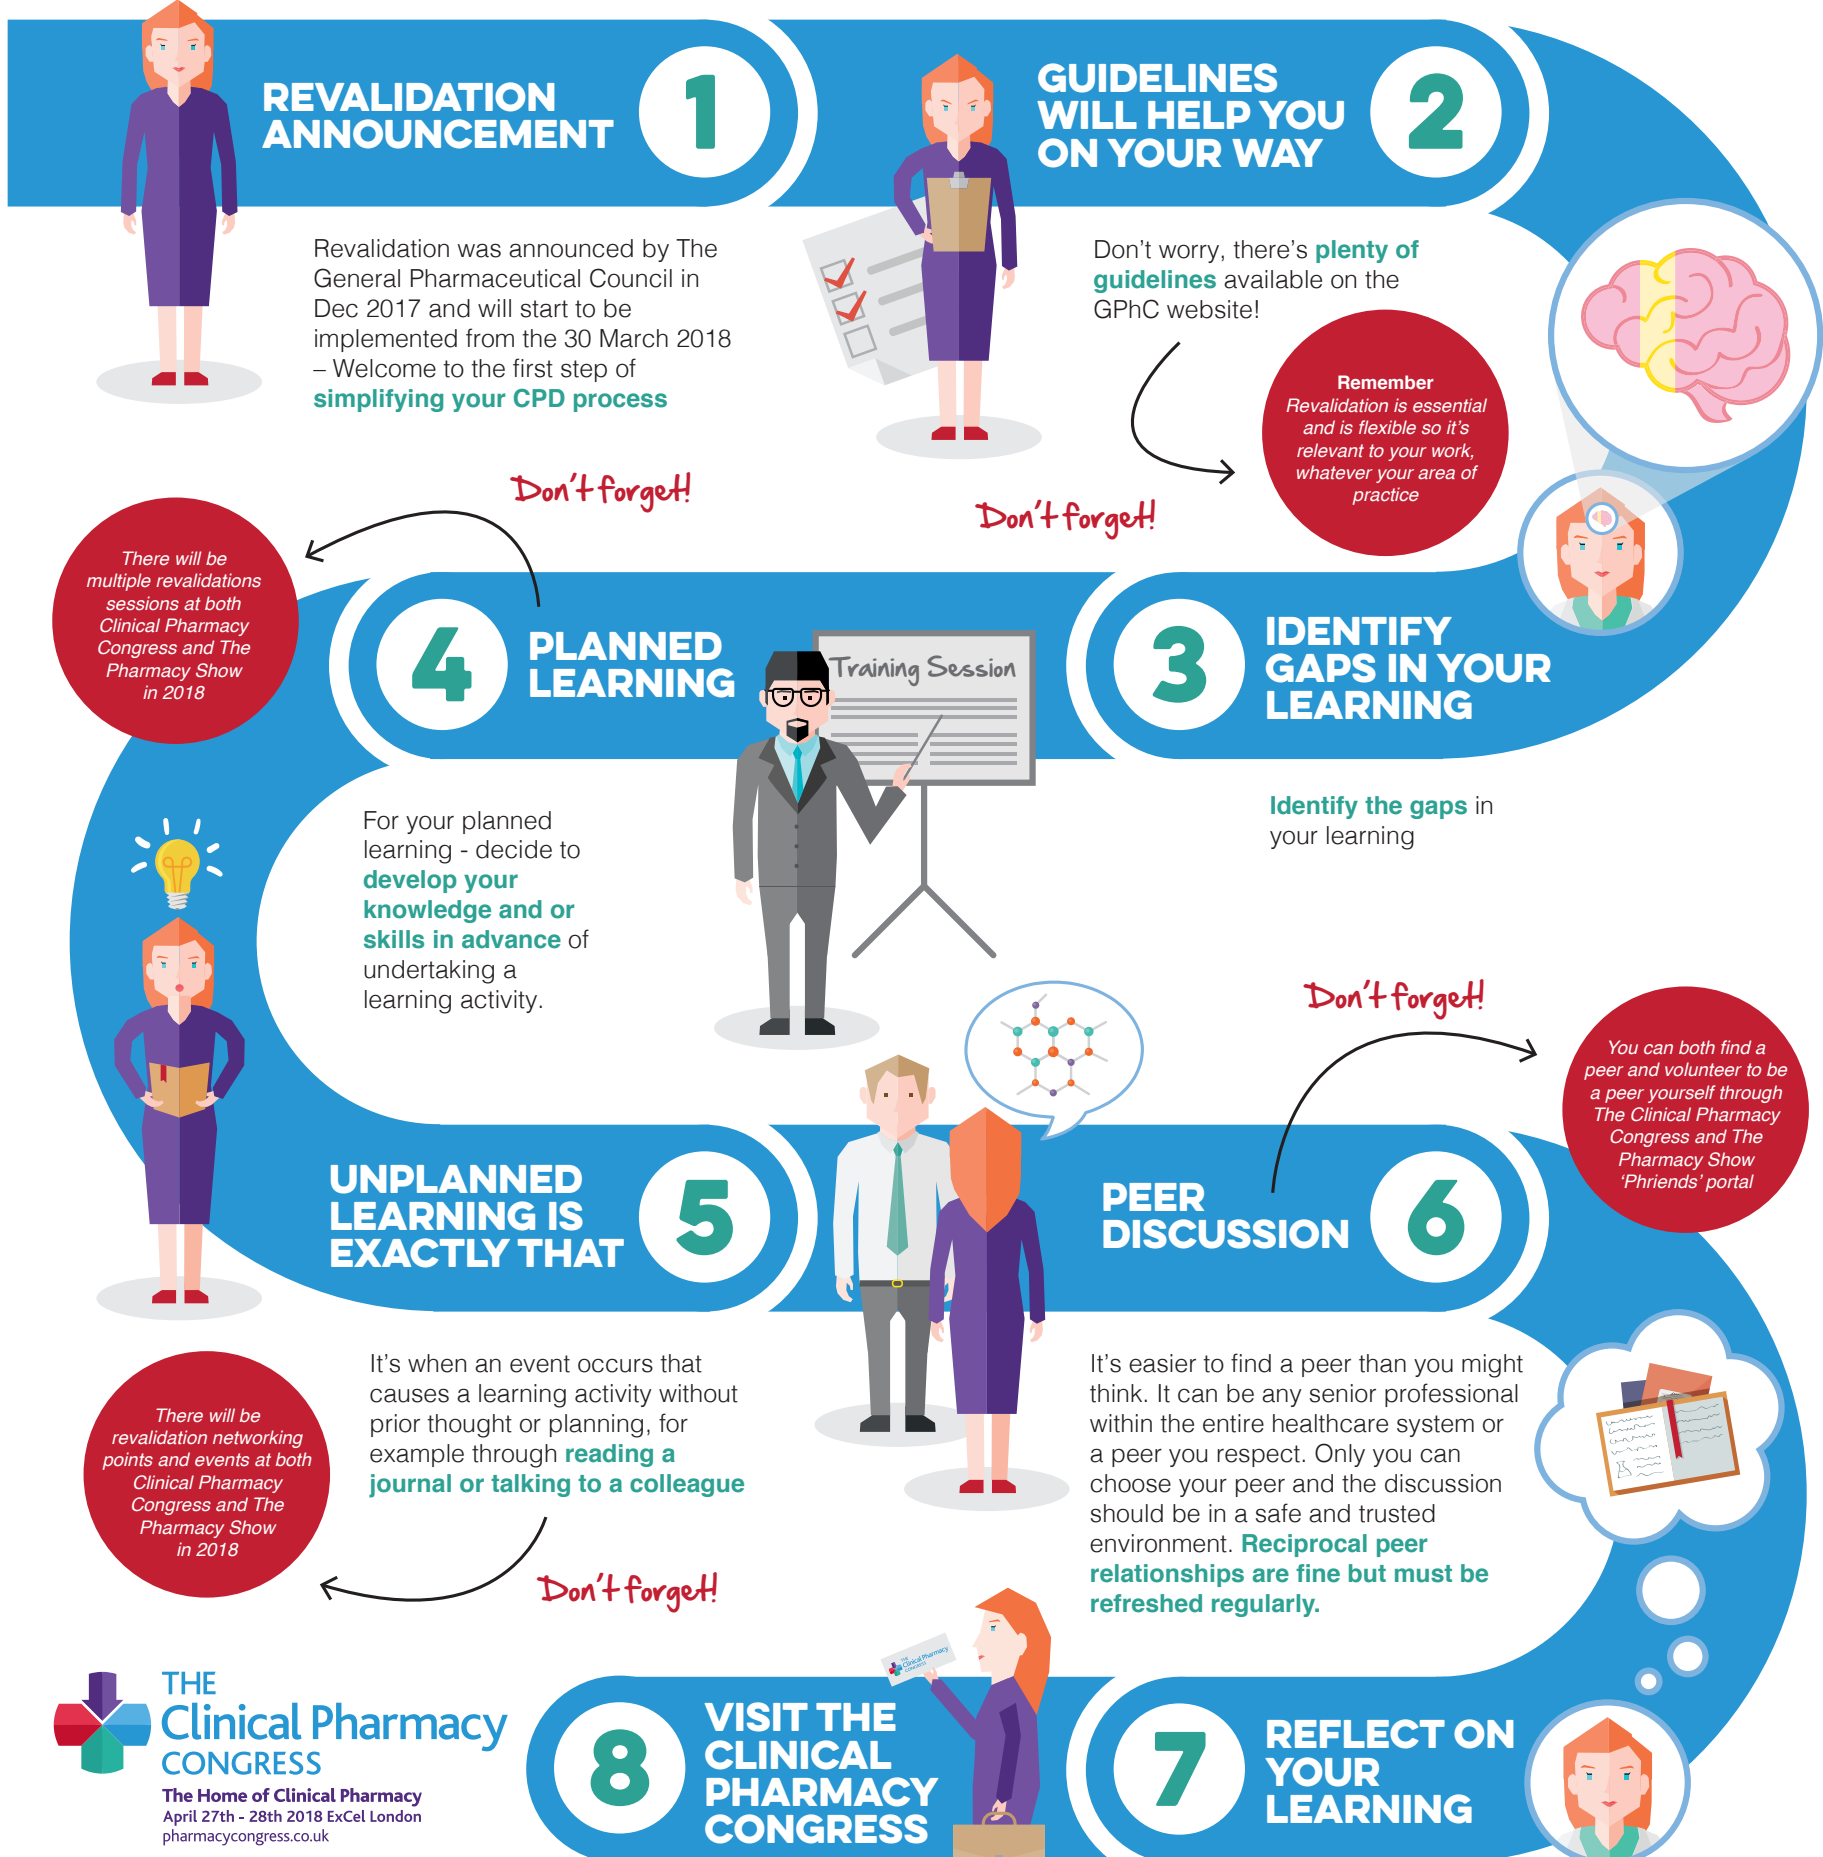 REVALIDATION
ANNOUNCEMENT
1
Revalidation was announced by The
General Pharmaceutical Council in
Dec 2017 and will start to be
implemented from the 30 March 2018
– Welcome to the first step of
simplifying your CPD process
GUIDELINES
WILL HELP YOU
ON YOUR WAY
2
Don't worry, there's plenty of
guidelines available on the
GPhC website!
Don't forget!
Remember
Revalidation is essential
and is flexible so it's
relevant to your work,
whatever your area of
practice
3
IDENTIFY
GAPS IN YOUR
LEARNING
Identify the gaps in
your learning
4
PLANNED
LEARNING
Training Session
For your planned
learning - decide to
develop your
knowledge and or
skills in advance of
undertaking a
learning activity.
Don't forget!
There will be
multiple revalidations
sessions at both
Clinical Pharmacy
Congress and The
Pharmacy Show
in 2018
UNPLANNED
LEARNING IS
EXACTLY THAT
5
It's when an event occurs that
causes a learning activity without
prior thought or planning, for
example through reading a
journal or talking to a colleague
Don't forget!
There will be
revalidation networking
points and events at both
Clinical Pharmacy
Congress and The
Pharmacy Show
in 2018
PEER
DISCUSSION
6
It's easier to find a peer than you might
think. It can be any senior professional
within the entire healthcare system or
a peer you respect. Only you can
choose your peer and the discussion
should be in a safe and trusted
environment. Reciprocal peer
relationships are fine but must be
refreshed regularly.
Don't forget!
You can both find a
peer and volunteer to be
a peer yourself through
The Clinical Pharmacy
Congress and The
Pharmacy Show
'Phriends' portal
7
REFLECT ON
YOUR
LEARNING
8
VISIT THE
CLINICAL
PHARMACY
CONGRESS
THE
Clinical Pharmacy
CONGRESS
THE
Clinical Pharmacy
CONGRESS
The Home of Clinical Pharmacy
April 27th - 28th 2018 ExCel London
pharmacycongress.co.uk